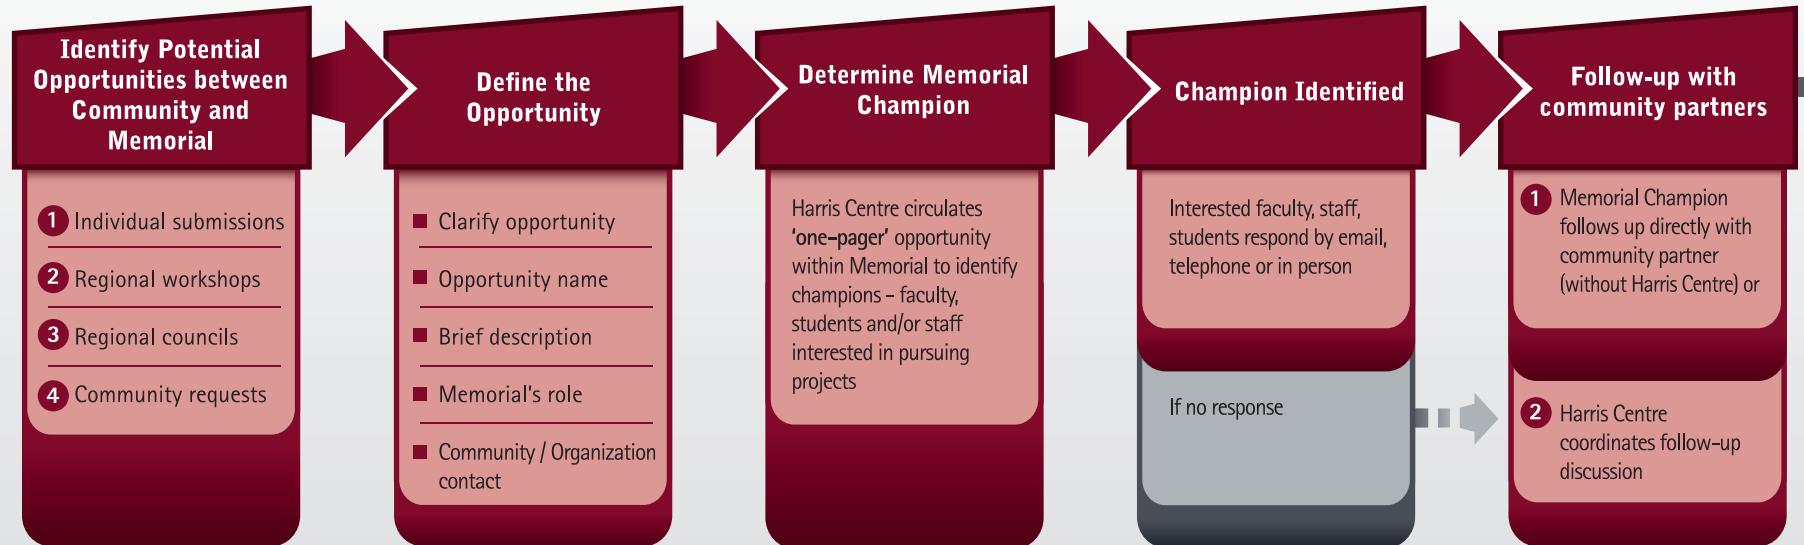 Identify Potential
Opportunities between
Community and
Memorial
1 Individual submissions
2 Regional workshops
3 Regional councils
4 Community requests
Define the
Opportunity
Clarify opportunity
Opportunity name
Brief description
Memorial's role
Community / Organization
contact
Determine Memorial
Champion
Harris Centre circulates
'one-pager' opportunity
within Memorial to identify
champions - faculty,
students and/or staff
interested in pursuing
projects
Champion Identified
Interested faculty, staff,
students respond by email,
telephone or in person
If no response
Follow-up with
community partners
1 Memorial Champion
follows up directly with
community partner
(without Harris Centre) or
2 Harris Centre
coordinates follow-up
discussion